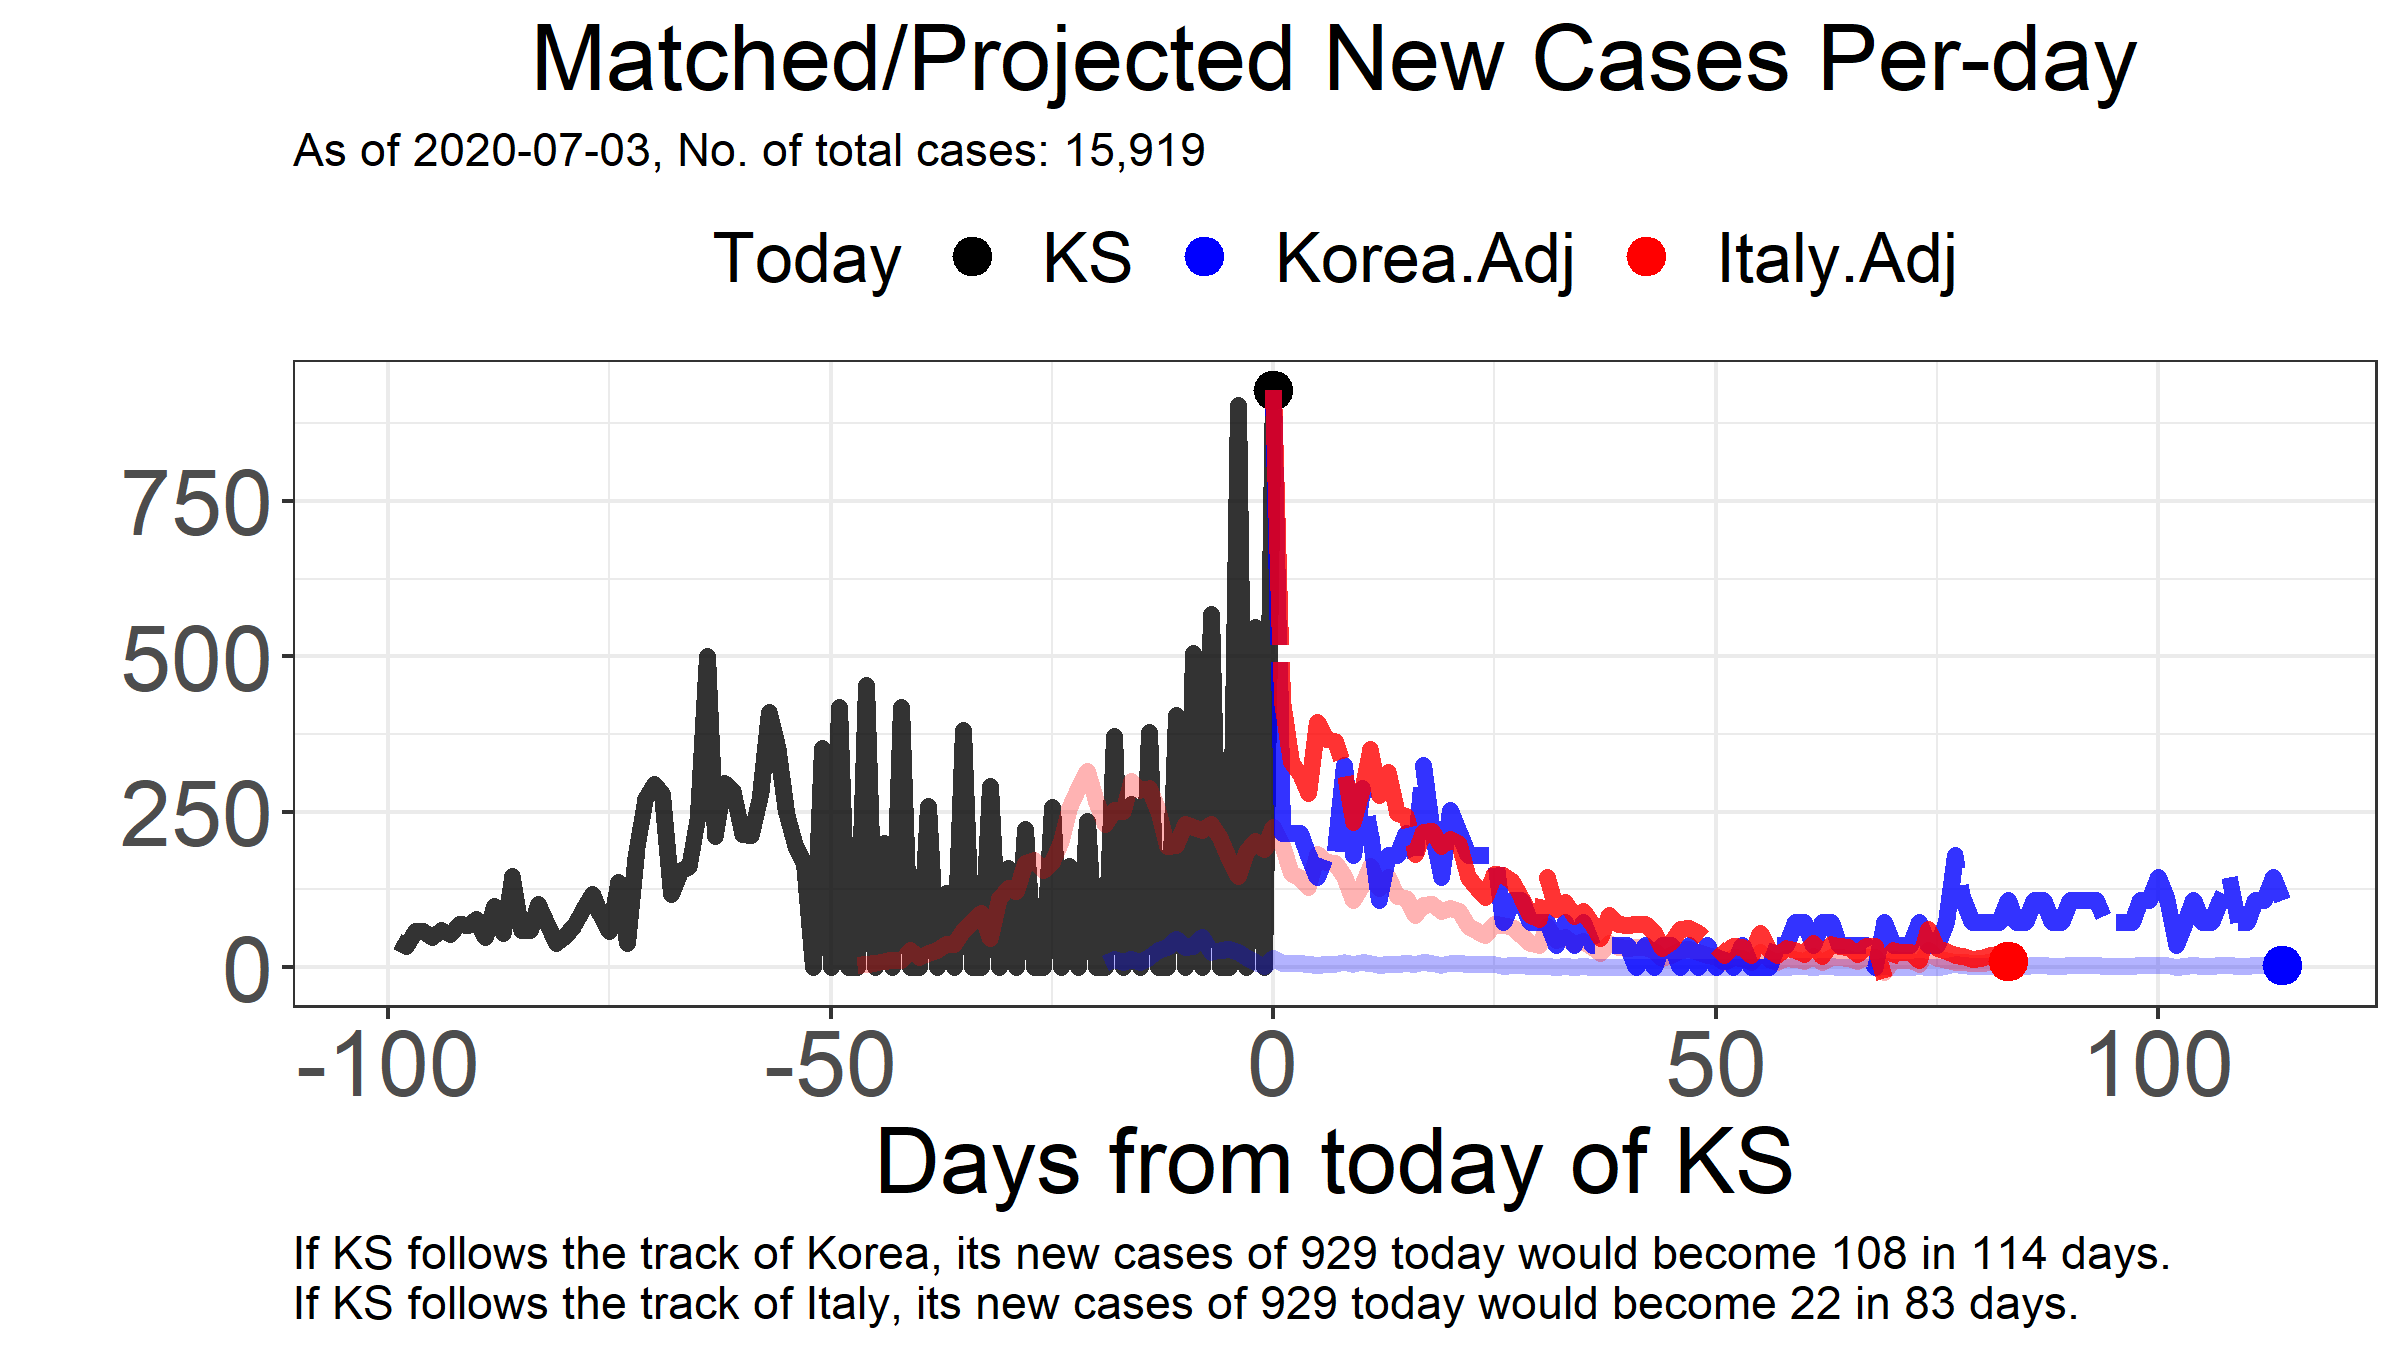 Matched/Projected New Cases Per-day
As of 2020-07-03, No. of total cases: 15,919
Today KS Korea.Adj Italy.Adj
750
500
250
0
-100 -50 0 50 100
Days from today of KS
If KS follows the track of Korea, its new cases of 929 today would become 108 in 114 days.
If KS follows the track of Italy, its new cases of 929 today would become 22 in 83 days.